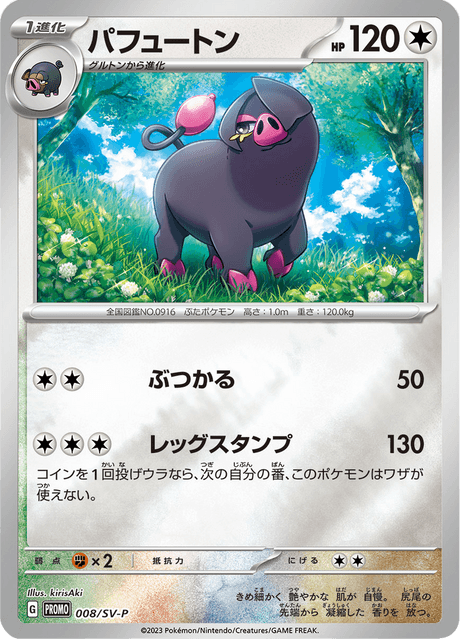 1進化
パフュートン
HP 120
グルトンから進化
全国図鑑NO.0916 ぶたポケモン 高さ：1.0m 重さ：120.0kg
ぶつかる 50
レッグスタンプ 130
コインを1回投げウラなら、次の自分の番、このポケモンはワザが
使えない。
弱点 ×2 抵抗力 にげる
Illus. kirisAki
きめ細かく 艶やかな 肌が 自慢。 尻尾の
先端から 凝縮した 香りを 放つ。
G PROMO 008/SV-P
©2023 Pokémon/Nintendo/Creatures/GAME FREAK.